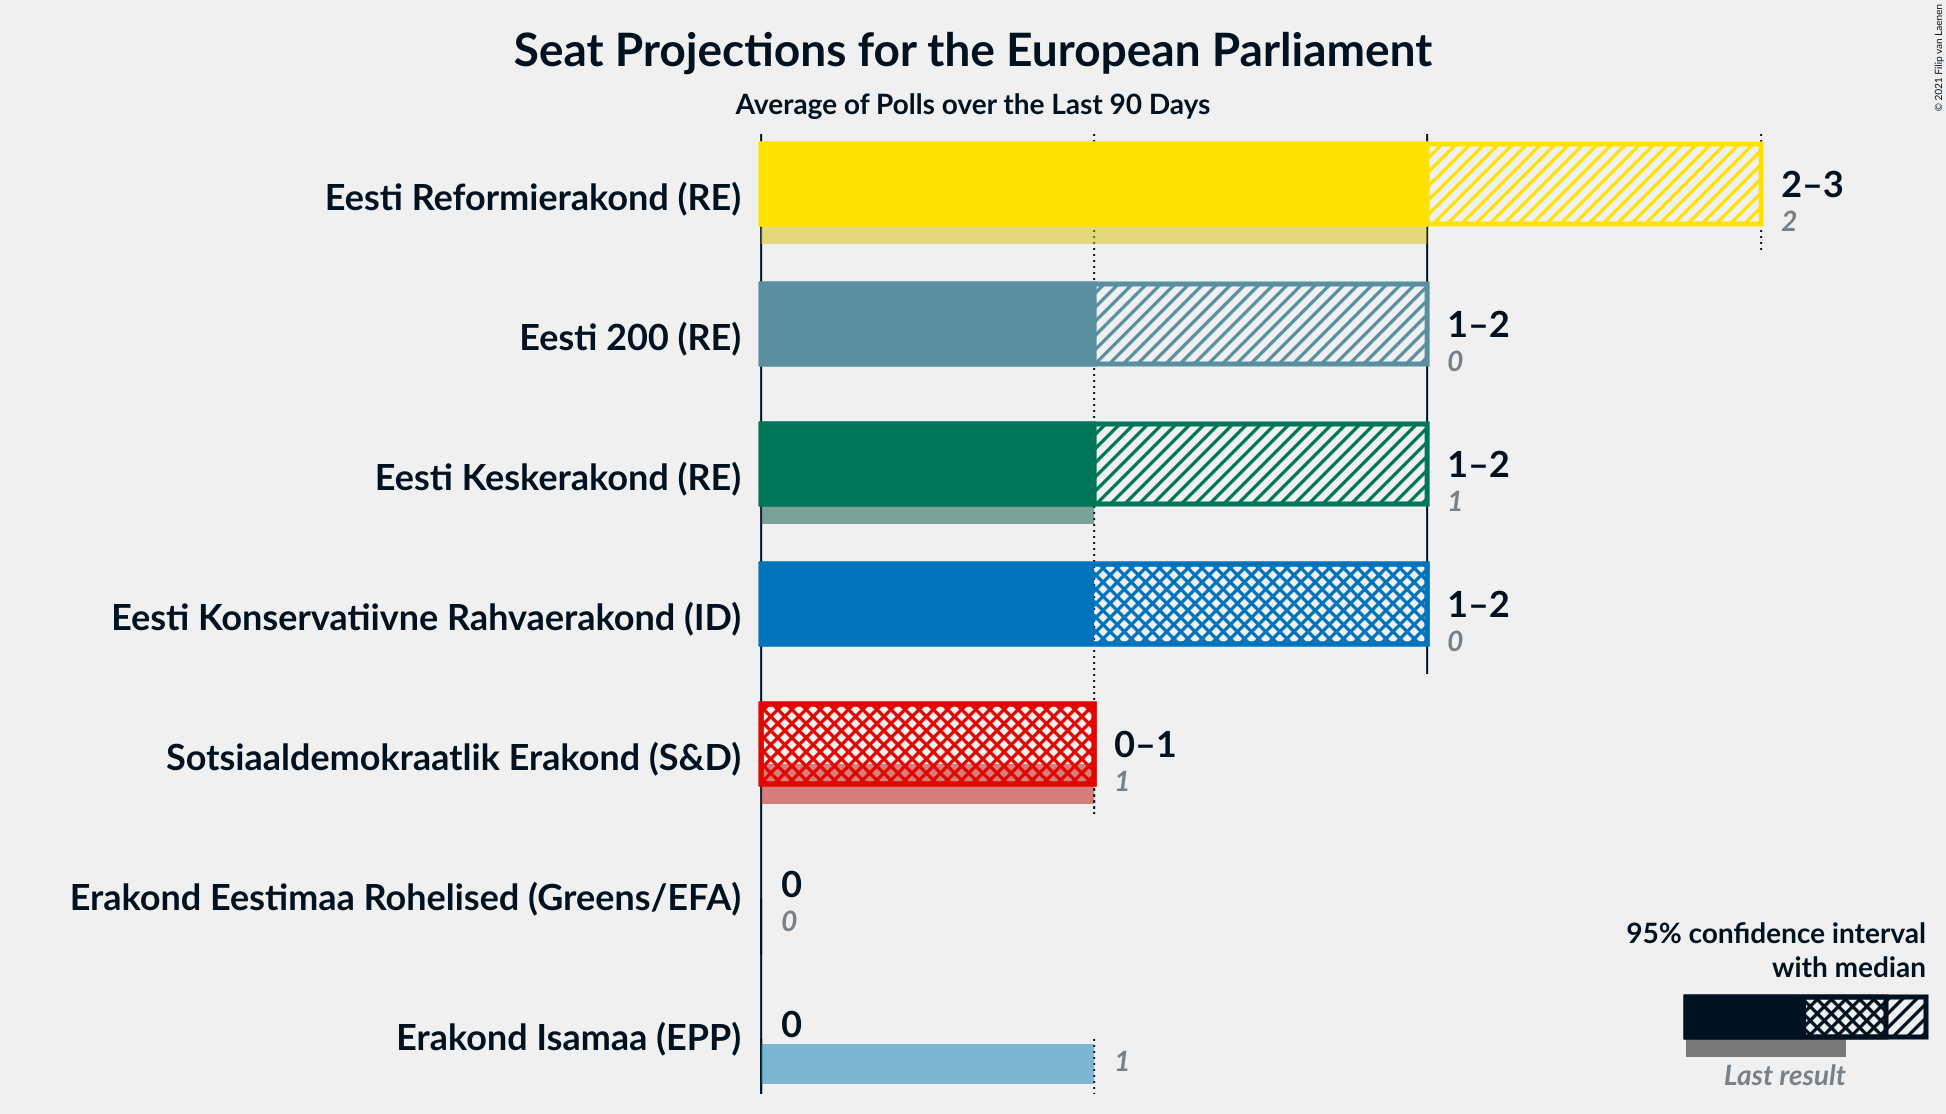 Seat Projections for the European Parliament
Average of Polls over the Last 90 Days
© 2021 Filip van Laenen
Eesti Reformierakond (RE)
2–3
2
Eesti 200 (RE)
1–2
0
Eesti Keskerakond (RE)
1–2
1
Eesti Konservatiivne Rahvaerakond (ID)
1–2
0
Sotsiaaldemokraatlik Erakond (S&D)
0–1
1
Erakond Eestimaa Rohelised (Greens/EFA)
0
0
Erakond Isamaa (EPP)
0
1
95% confidence interval
with median
Last result